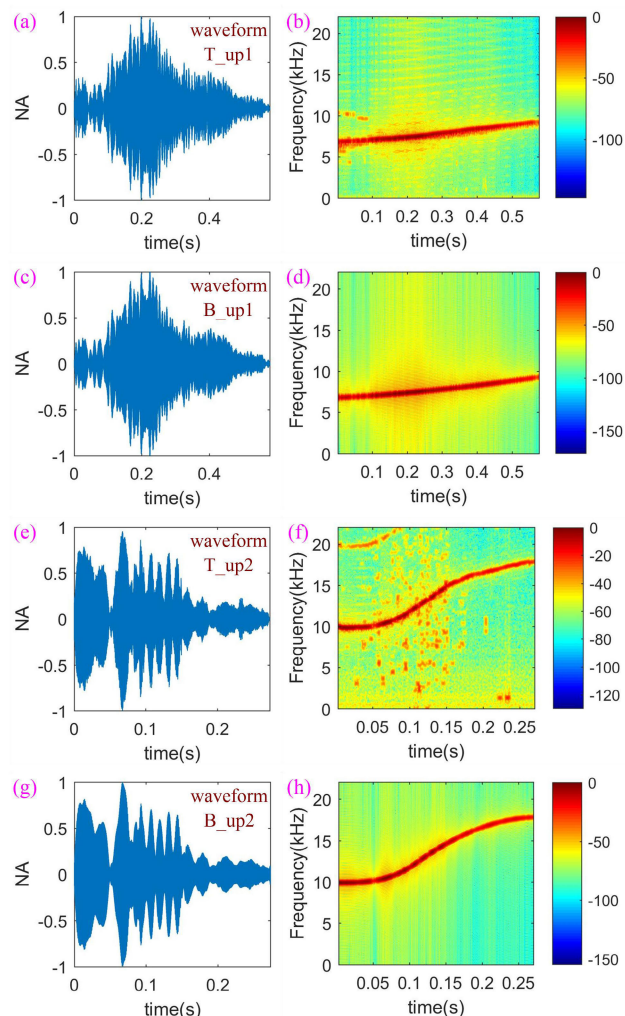 (a)
waveform
T_up1
NA
1
0.5
0
-0.5
-1
0
0.2
0.4
time(s)
(b)
Frequency(kHz)
20
15
10
5
0
0.1
0.2
0.3
0.4
0.5
time(s)
0
-50
-100
(c)
waveform
B_up1
NA
1
0.5
0
-0.5
-1
0
0.2
0.4
time(s)
(d)
Frequency(kHz)
20
15
10
5
0
0.1
0.2
0.3
0.4
0.5
time(s)
0
-50
-100
-150
(e)
waveform
T_up2
NA
1
0.5
0
-0.5
-1
0
0.1
0.2
time(s)
(f)
Frequency(kHz)
20
15
10
5
0
0.05
0.1
0.15
0.2
0.25
time(s)
0
-20
-40
-60
-80
-100
-120
(g)
waveform
B_up2
NA
1
0.5
0
-0.5
-1
0
0.1
0.2
time(s)
(h)
Frequency(kHz)
20
15
10
5
0
0.05
0.1
0.15
0.2
0.25
time(s)
0
-50
-100
-150